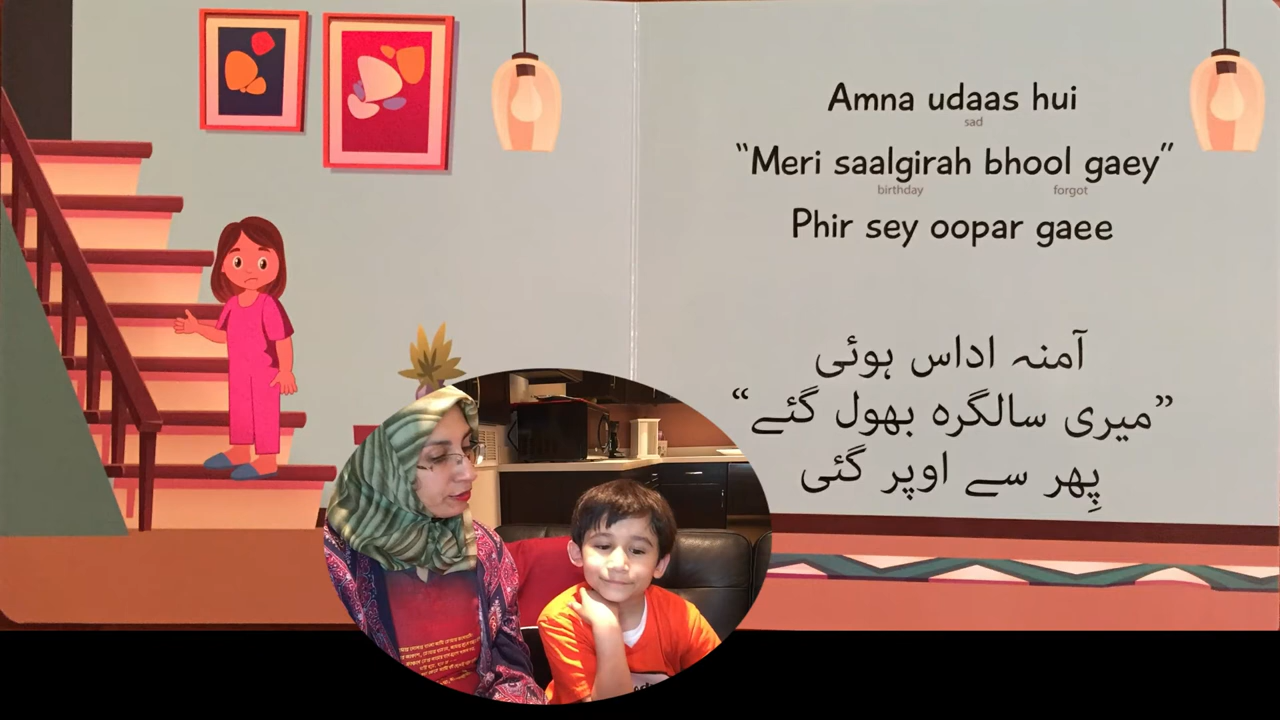 Amna udaas hui
sad
“Meri saalgirah bhool gaey”
birthday forgot
Phir sey oopar gaee
آمنہ اداس ہوئی
”میری سالگرہ بھول گئے“
پِھر سے اوپر گئی